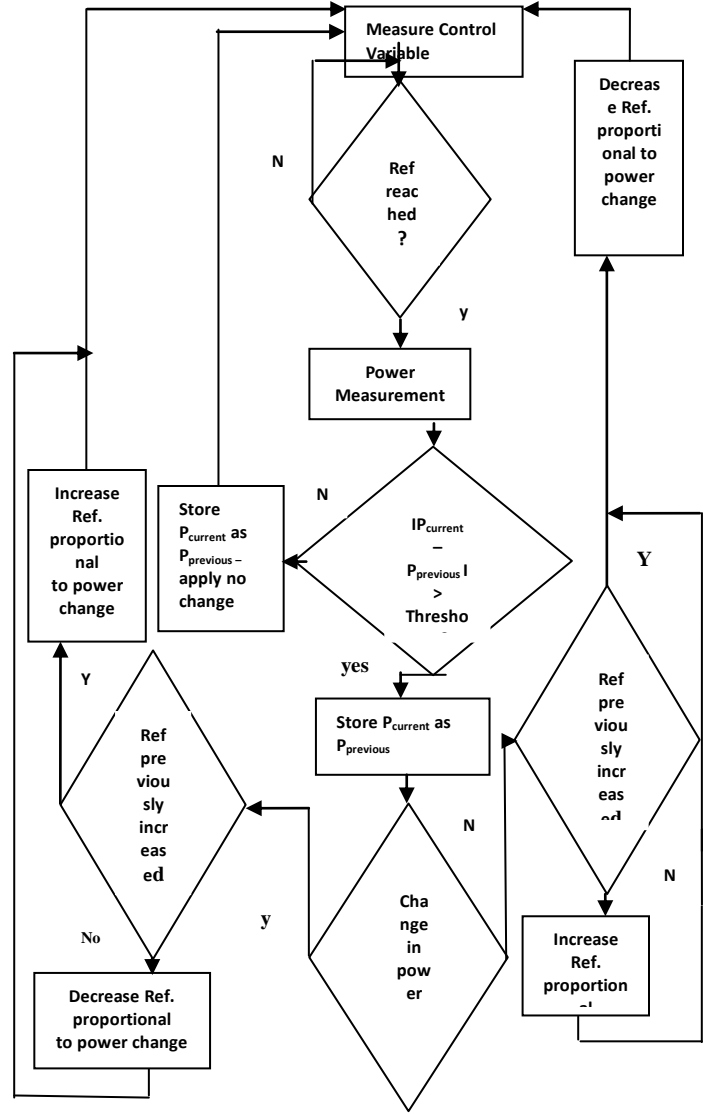 Measure Control
Variable
Decreas
e Ref.
proporti
onal to
power
change
N
Ref
reac
hed
?
y
Power
Measurement
Increase
Ref.
proportio
nal
to power
change
Store
Pcurrent as
Pprevious –
apply no
change
N
IPcurrent
–
Pprevious I
>
Thresho
Y
yes
Y
Store Pcurrent as
Pprevious
Ref
pre
viou
sly
incr
eas
ed
Ref
pre
viou
sly
incr
eas
ed
N
N
y
No
Cha
nge
in
pow
er
Increase
Ref.
proportion
Decrease Ref.
proportional
to power change